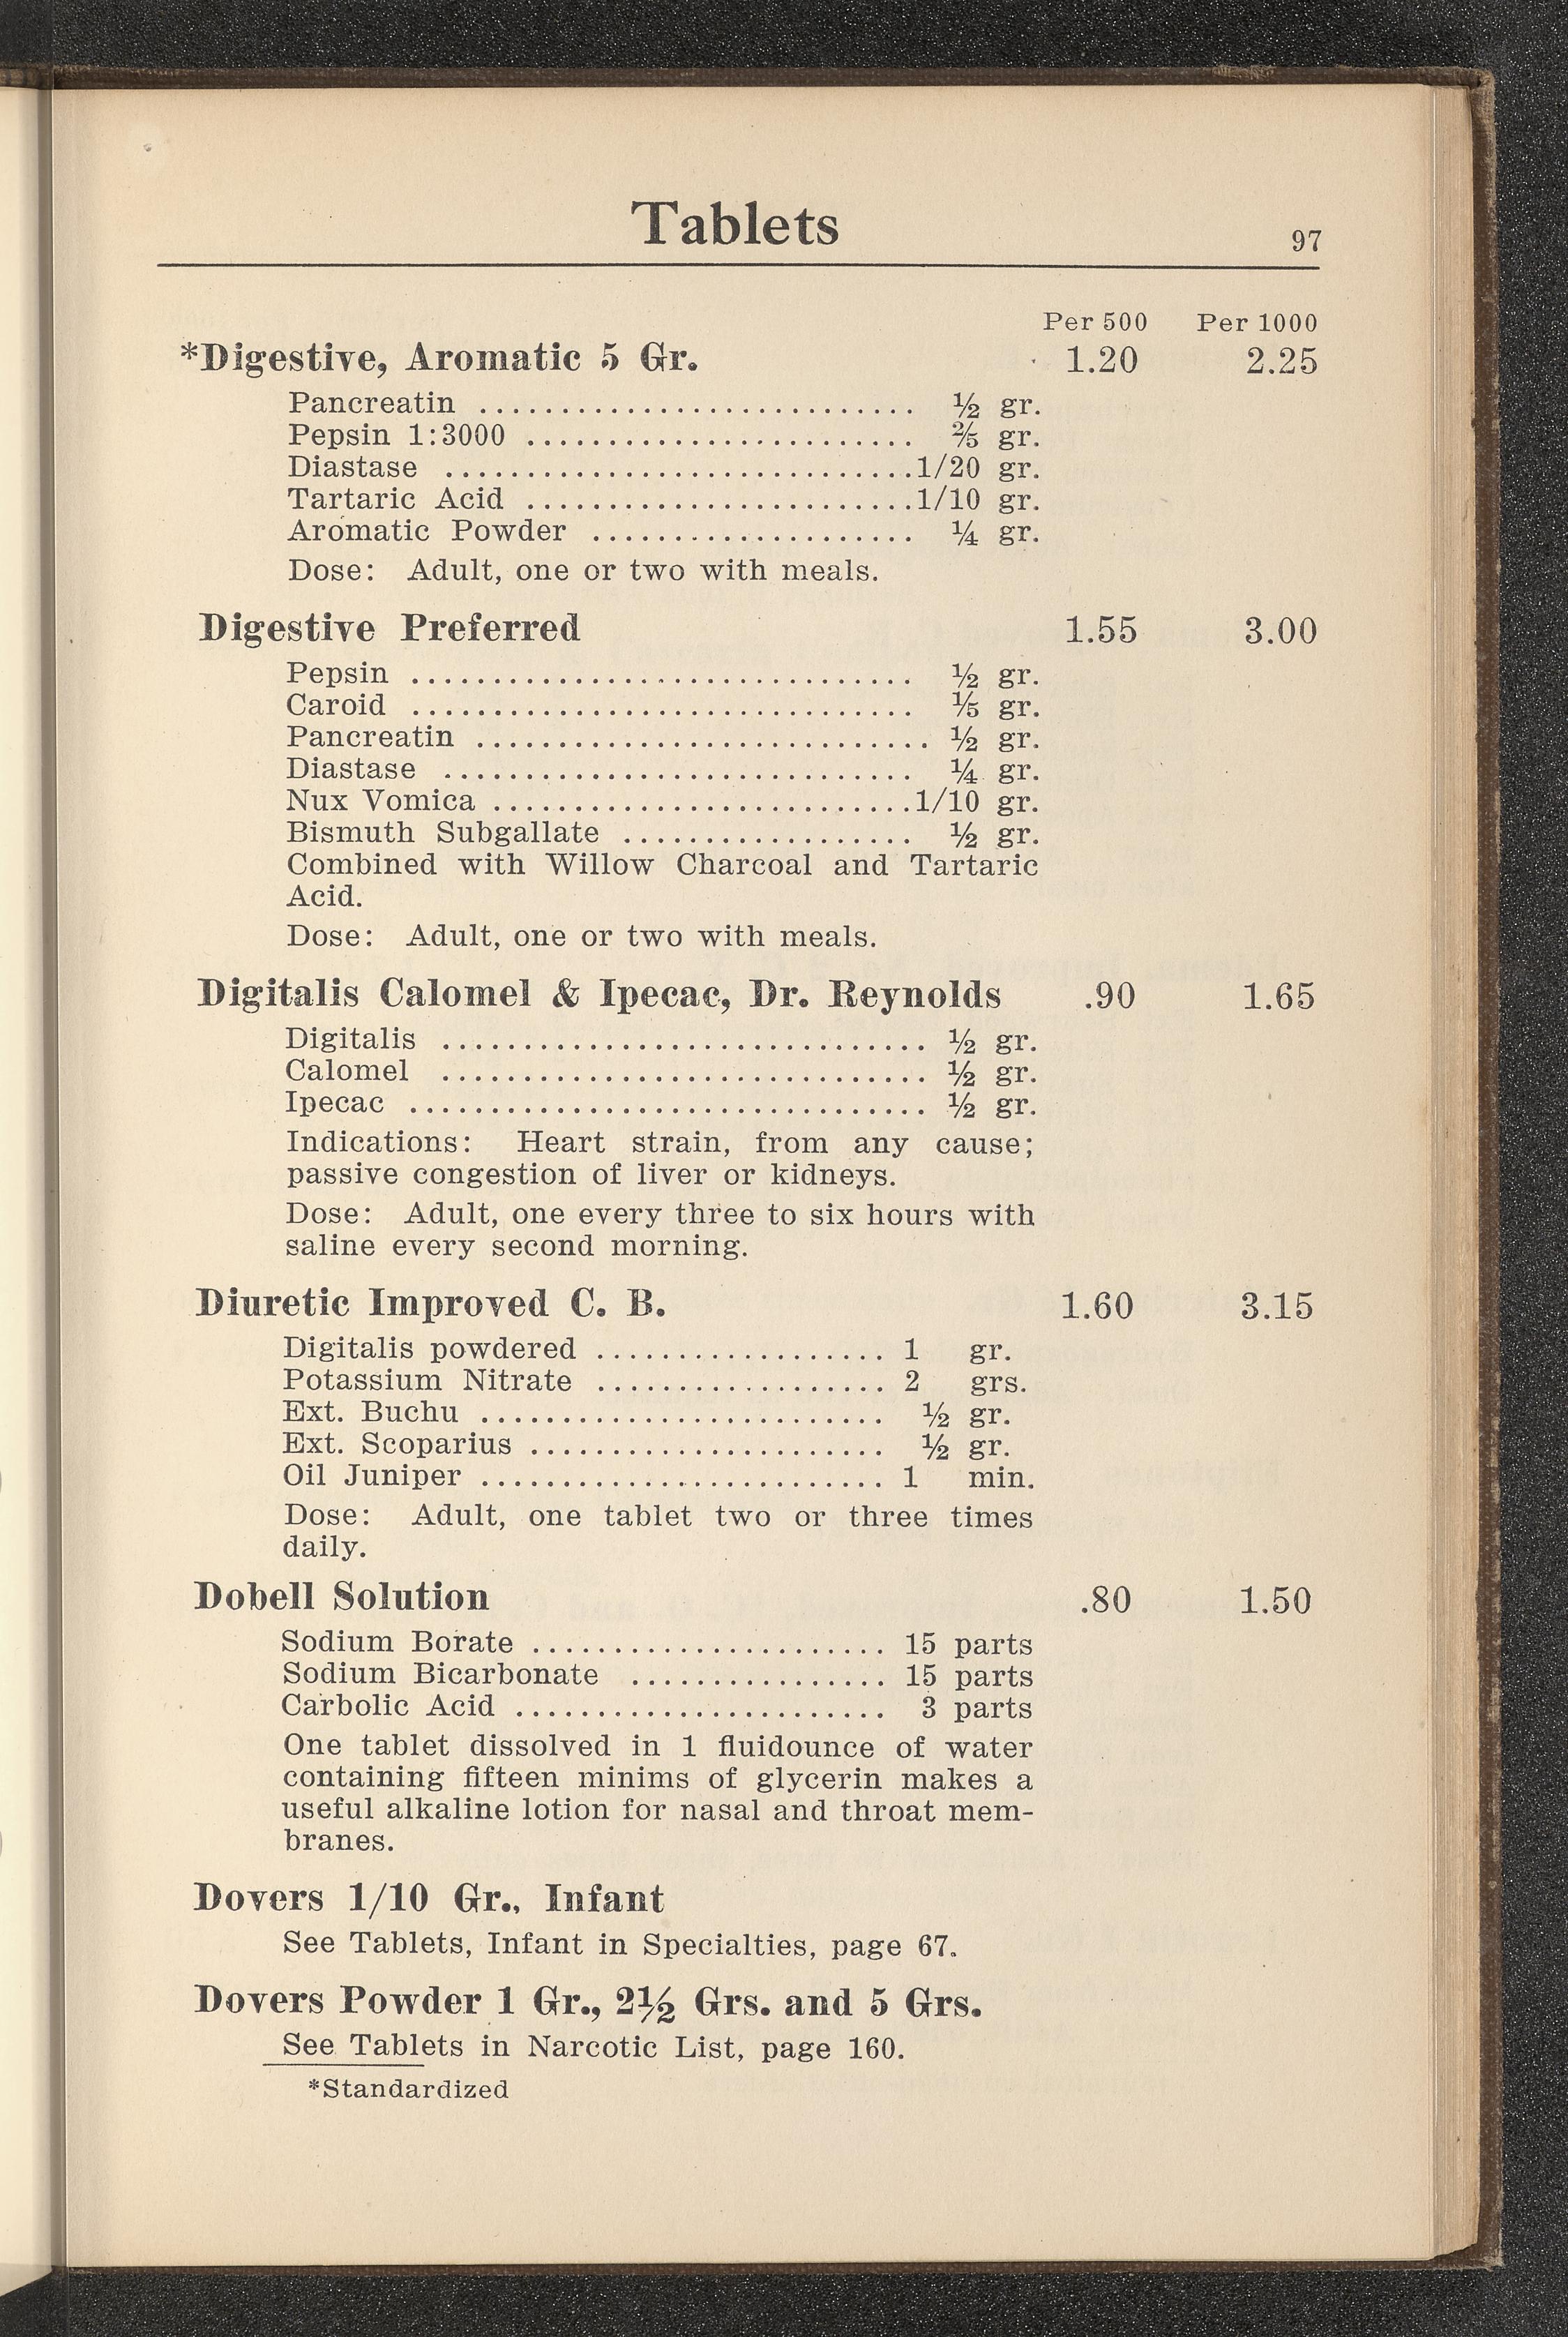 Tablets
97
Per 500 Per 1000
*Digestive, Aromatic 5 Gr. 1.20 2.25
Pancreatin ........................... ½ gr.
Pepsin 1:3000 ........................ ⅖ gr.
Diastase .............................1/20 gr.
Tartaric Acid ........................1/10 gr.
Aromatic Powder .................... ¼ gr.
Dose: Adult, one or two with meals.
Digestive Preferred 1.55 3.00
Pepsin ............................... ½ gr.
Caroid ............................... ⅕ gr.
Pancreatin ............................ ½ gr.
Diastase ............................. ¼ gr.
Nux Vomica ..........................1/10 gr.
Bismuth Subgallate .................. ½ gr.
Combined with Willow Charcoal and Tartaric
Acid.
Dose: Adult, one or two with meals.
Digitalis Calomel & Ipecac, Dr. Reynolds .90 1.65
Digitalis .............................. ½ gr.
Calomel .............................. ½ gr.
Ipecac ................................ ½ gr.
Indications: Heart strain, from any cause;
passive congestion of liver or kidneys.
Dose: Adult, one every three to six hours with
saline every second morning.
Diuretic Improved C. B. 1.60 3.15
Digitalis powdered .................. 1 gr.
Potassium Nitrate .................. 2 grs.
Ext. Buchu ......................... ½ gr.
Ext. Scoparius ...................... ½ gr.
Oil Juniper ......................... 1 min.
Dose: Adult, one tablet two or three times
daily.
Dobell Solution .80 1.50
Sodium Borate ...................... 15 parts
Sodium Bicarbonate ................ 15 parts
Carbolic Acid ....................... 3 parts
One tablet dissolved in 1 fluidounce of water
containing fifteen minims of glycerin makes a
useful alkaline lotion for nasal and throat mem-
branes.
Dovers 1/10 Gr., Infant
See Tablets, Infant in Specialties, page 67.
Dovers Powder 1 Gr., 2½ Grs. and 5 Grs.
See Tablets in Narcotic List, page 160.
*Standardized